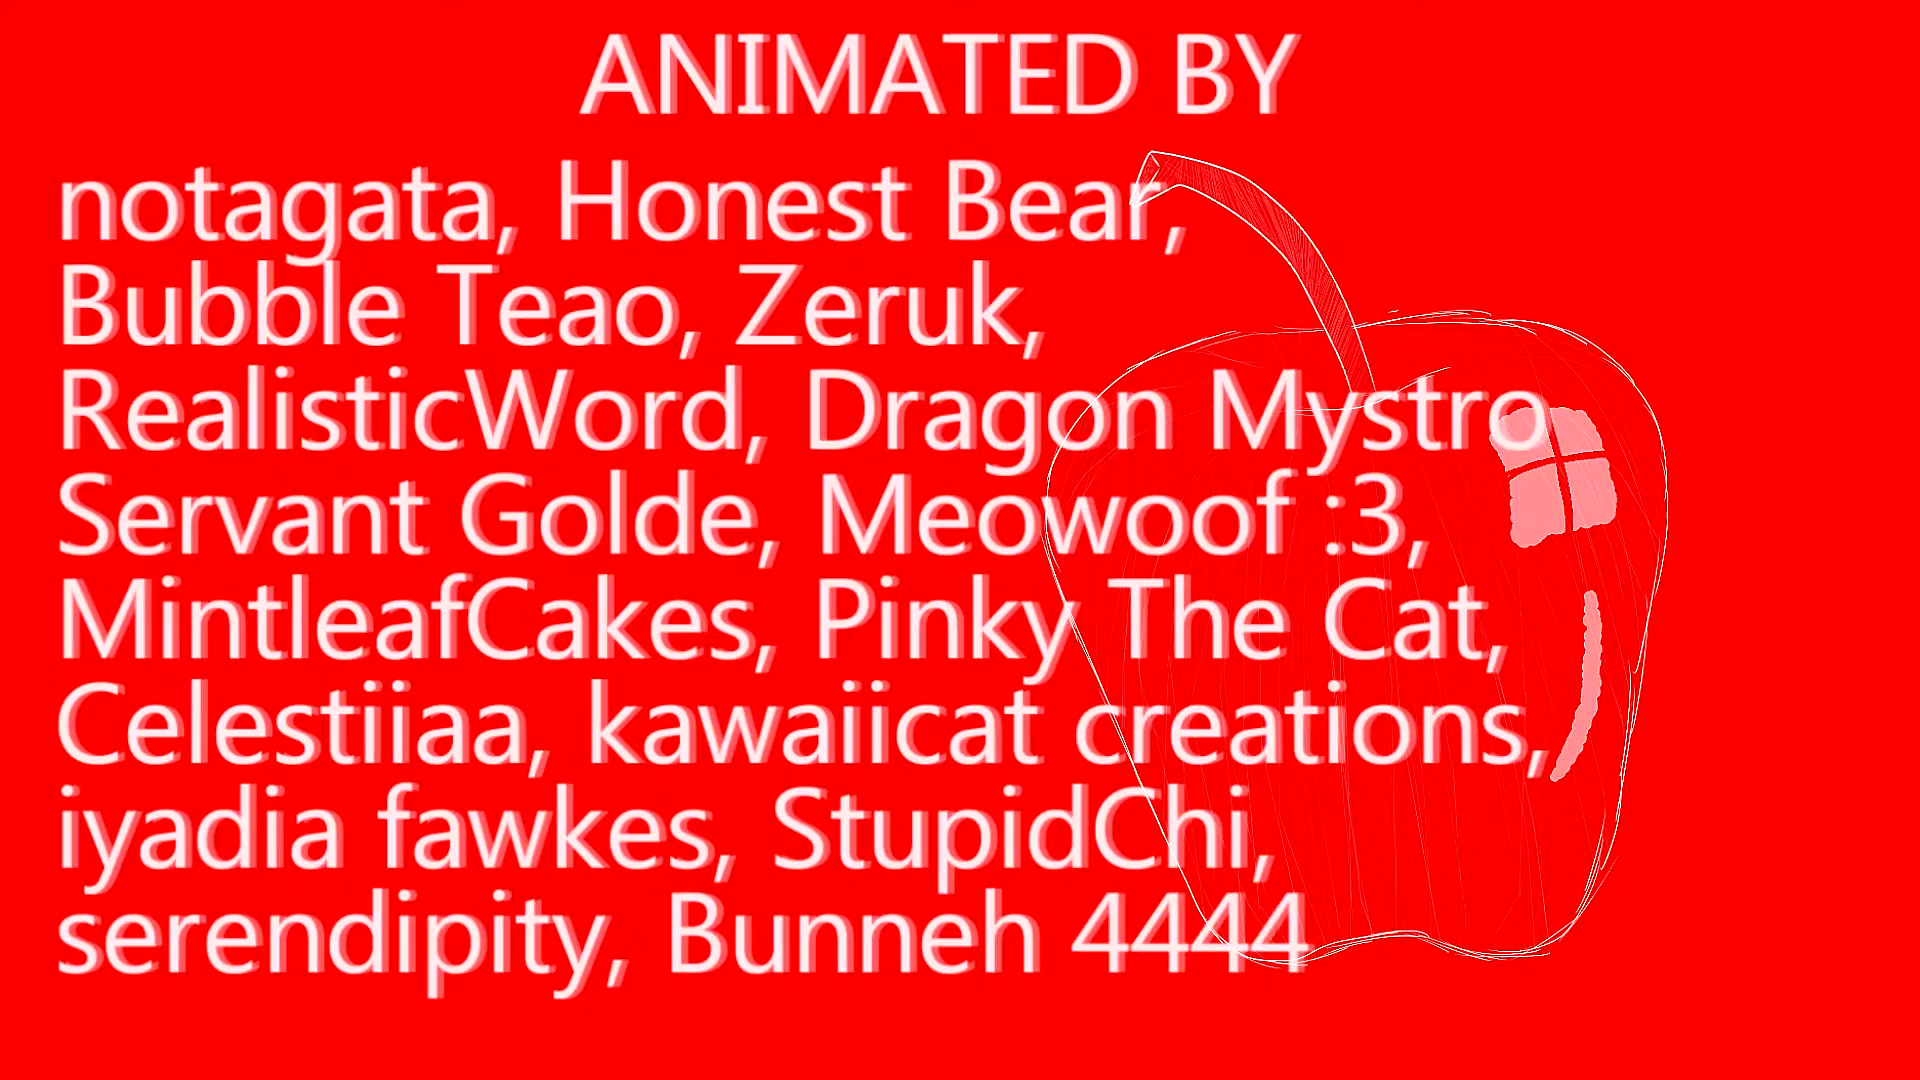 ANIMATED BY
notagata, Honest Bear,
Bubble Teao, Zeruk,
RealisticWord, Dragon Mystro
Servant Golde, Meowoof :3,
MintleafCakes, Pinky The Cat,
Celestiiaa, kawaiicat creations,
iyadia fawkes, StupidChi,
serendipity, Bunneh 4444